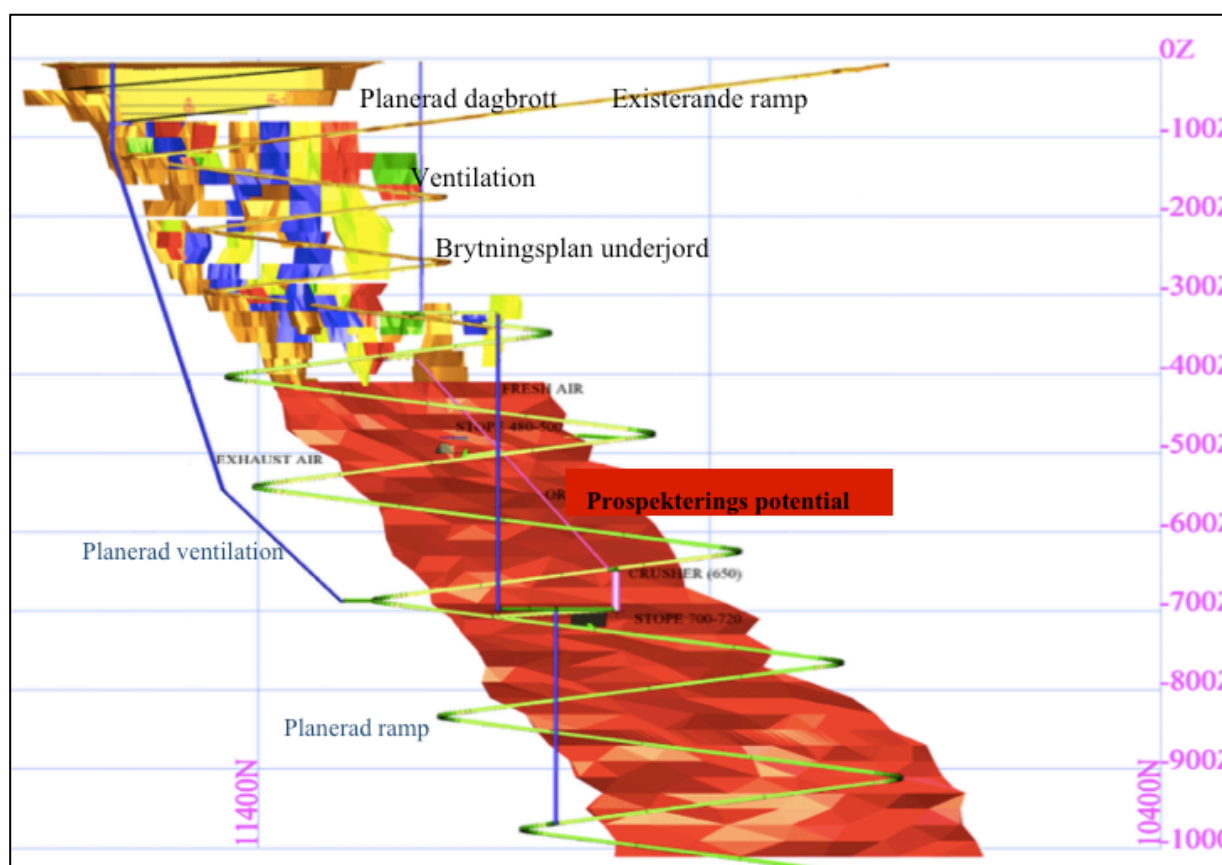 0Z
Planerad dagbrott
Existerande ramp
-100Z
Ventilation
-200Z
Brytningsplan underjord
-300Z
-400Z
FRESH AIR
STOPE 480-500
-500Z
EXHAUST AIR
Prospekterings potential
-600Z
Planerad ventilation
CRUSHER (650)
-700Z
STOPE 700-720
-800Z
Planerad ramp
-900Z
11400N
10400N
-1000